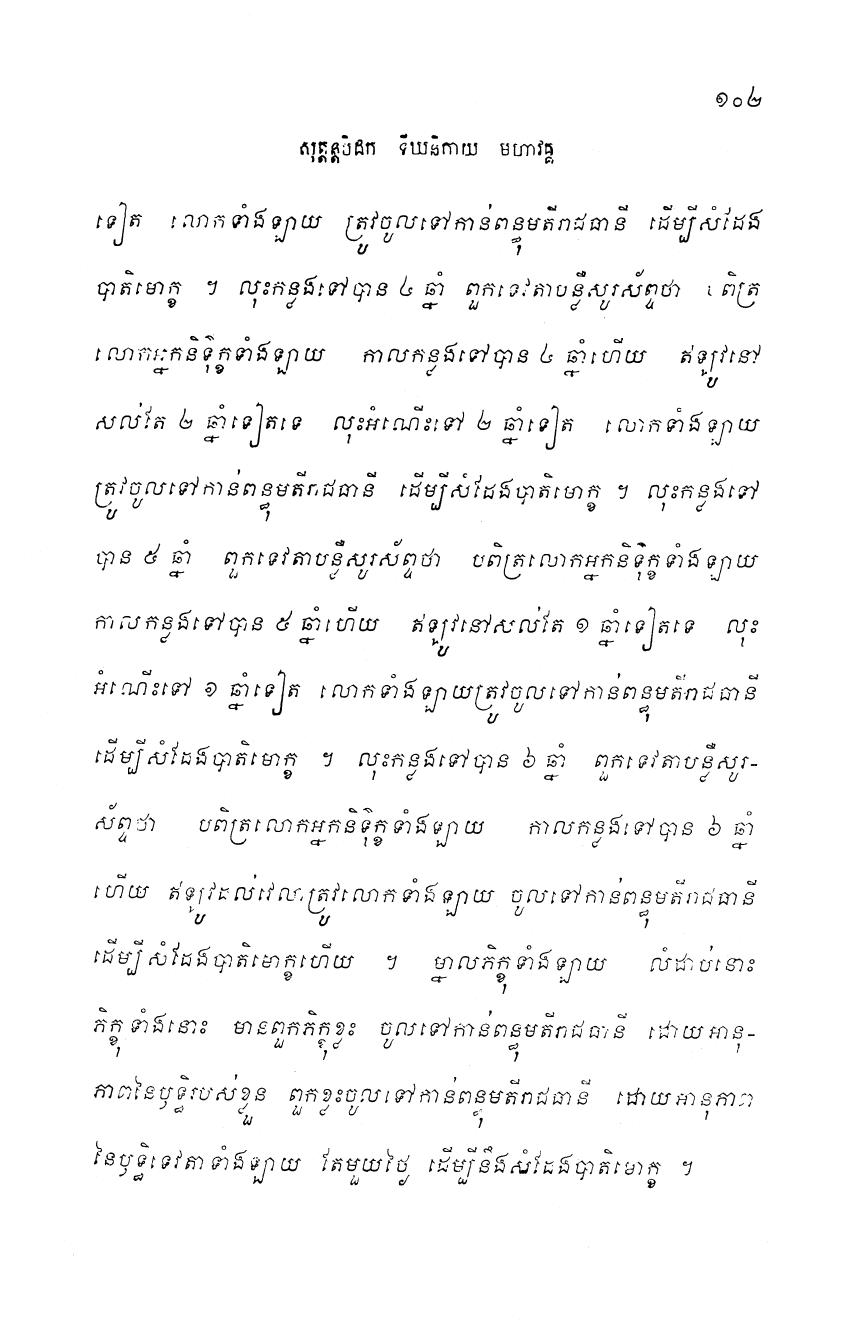 ១០២
សុត្តន្តបិដក ទីឃនិកាយ មហាវគ្គ
ទៀត លោកទាំងឡាយ ត្រូវចូលទៅកាន់ពន្ធុមតីរាជធានី ដើម្បីសំដែង
បាតិមោក្ខ ។ លុះកន្លងទៅបាន ៤ ឆ្នាំ ពួកទេវតាបន្លឺសូរស័ព្ទថា បពិត្រ
លោកអ្នកនិទ៌ុក្ខទាំងឡាយ កាលកន្លងទៅបាន ៤ ឆ្នាំហើយ ឥឡូវនៅ
សល់តែ ២ ឆ្នាំទៀតទេ លុះអំណើះទៅ ២ ឆ្នាំទៀត លោកទាំងឡាយ
ត្រូវចូលទៅកាន់ពន្ធុមតីរាជធានី ដើម្បីសំដែងបាតិមោក្ខ ។ លុះកន្លងទៅ
បាន ៥ ឆ្នាំ ពួកទេវតាបន្លឺសូរស័ព្ទថា បពិត្រលោកអ្នកនិទ៌ុក្ខទាំងឡាយ
កាលកន្លងទៅបាន ៥ ឆ្នាំហើយ ឥឡូវនៅសល់តែ ១ ឆ្នាំទៀតទេ លុះ
អំណើះទៅ ១ ឆ្នាំទៀត លោកទាំងឡាយត្រូវចូលទៅកាន់ពន្ធុមតីរាជធានី
ដើម្បីសំដែងបាតិមោក្ខ ។ លុះកន្លងទៅបាន ៦ ឆ្នាំ ពួកទេវតាបន្លឺសូរ-
ស័ព្ទថា បពិត្រលោកអ្នកនិទ៌ុក្ខទាំងឡាយ កាលកន្លងទៅបាន ៦ ឆ្នាំ
ហើយ ឥឡូវដល់វេលាត្រូវលោកទាំងឡាយ ចូលទៅកាន់ពន្ធុមតីរាជធានី
ដើម្បីសំដែងបាតិមោក្ខហើយ ។ ម្នាលភិក្ខុទាំងឡាយ លំដាប់នោះ
ភិក្ខុទាំងនោះ មានពួកភិក្ខុខ្លះ ចូលទៅកាន់ពន្ធុមតីរាជធានី ដោយអានុ-
ភាពនៃឫទ្ធិរបស់ខ្លួន ពួកខ្លះចូលទៅកាន់ពន្ធុមតីរាជធានី ដោយអានុភាព
នៃឫទ្ធិទេវតាទាំងឡាយ តែមួយថ្ងៃ ដើម្បីនឹងសំដែងបាតិមោក្ខ ។